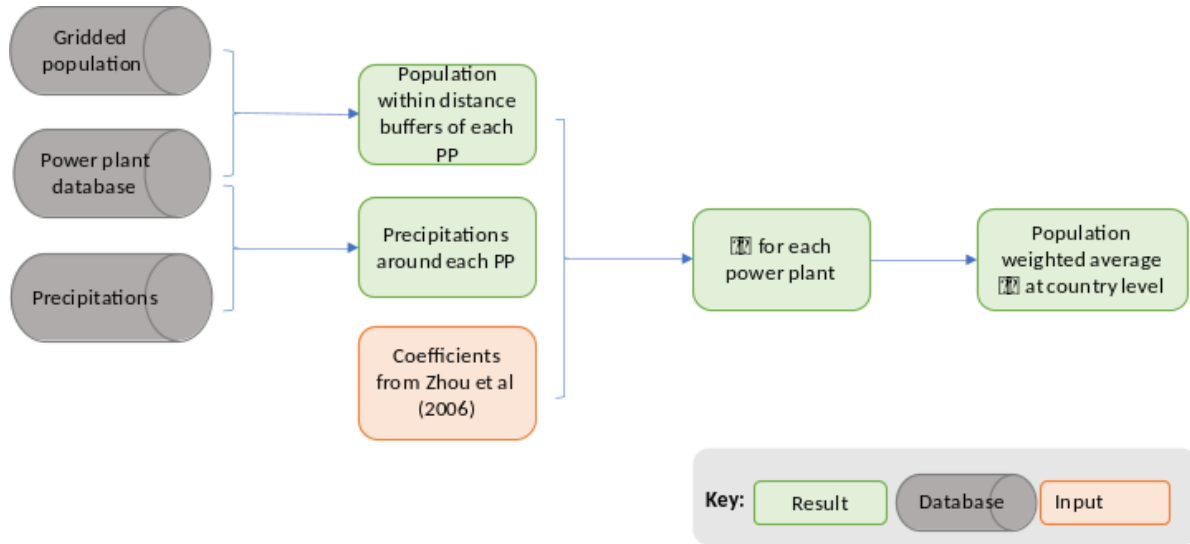 Gridded
population
Power plant
database
Precipitations
Population
within distance
buffers of each
PP
Precipitations
around each PP
Coefficients
from Zhou et al
(2006)
for each
power plant
Population
weighted average
at country level
Key:
Result
Database
Input